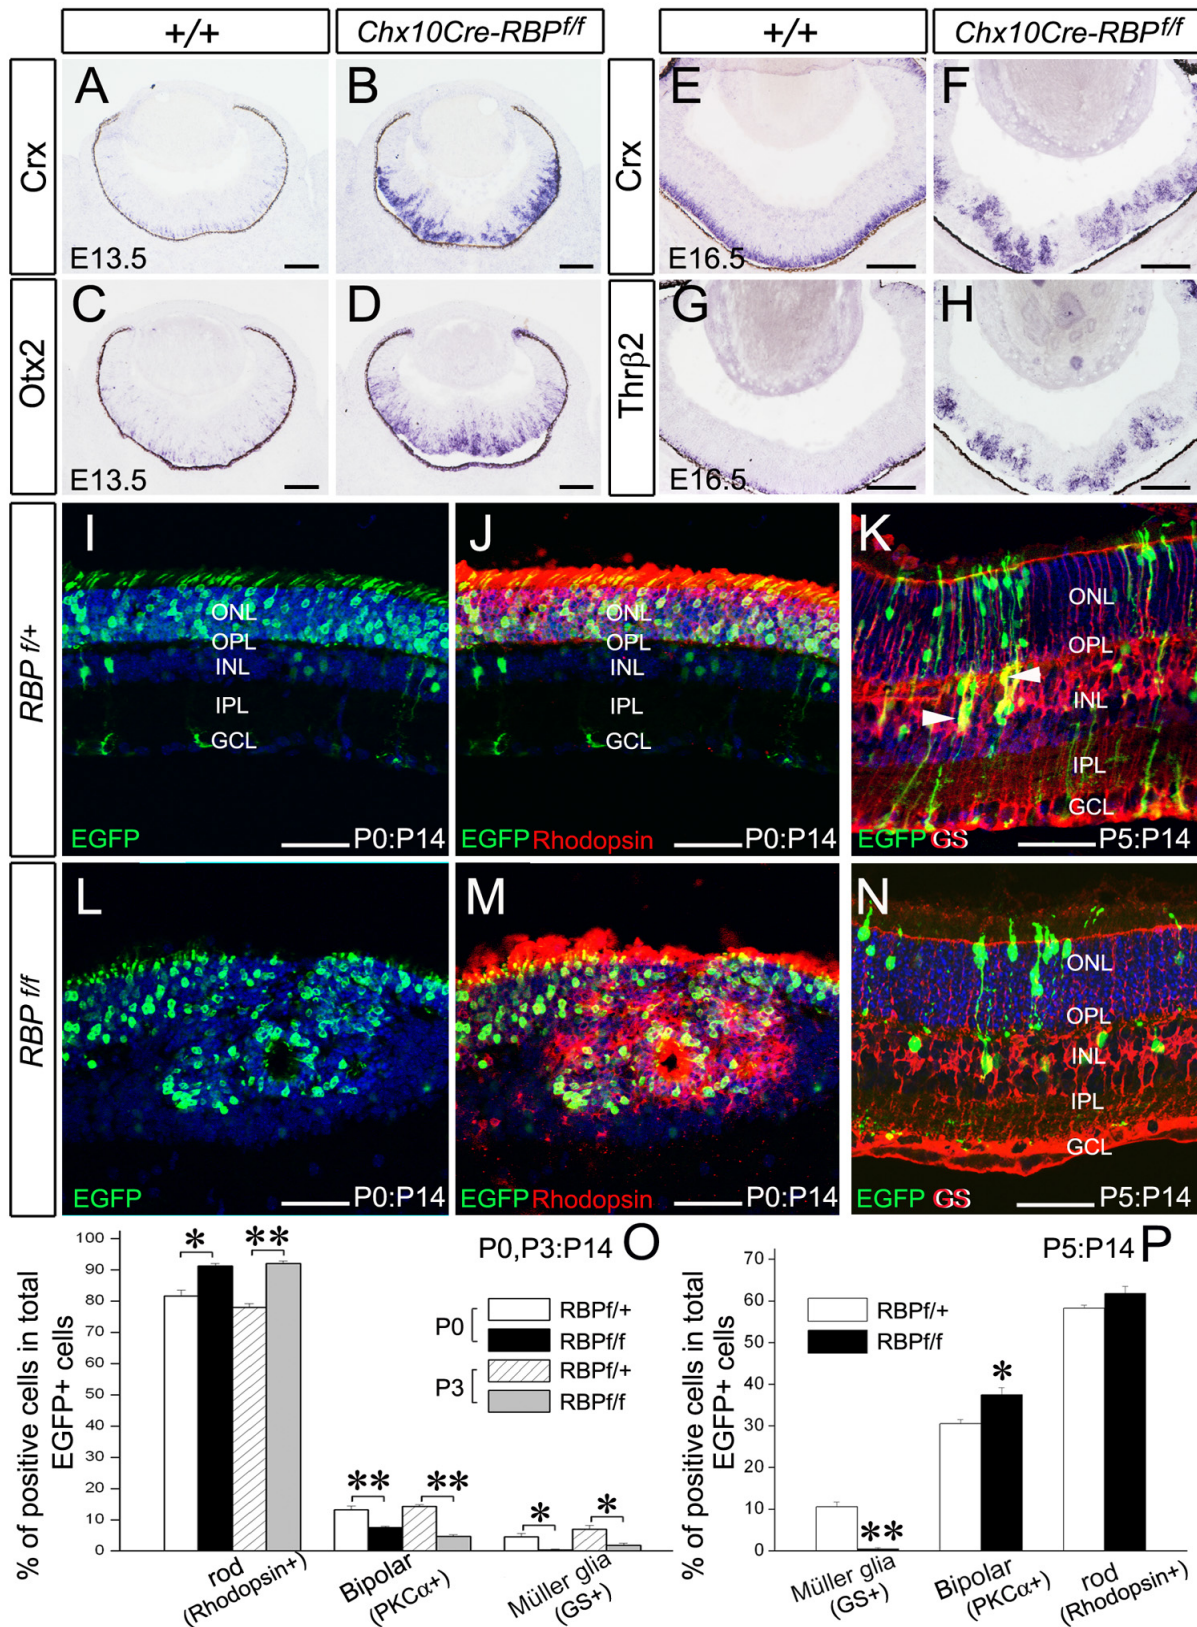 +/+
Chx10Cre-RBPf/f
+/+
Chx10Cre-RBPf/f
Crx
A
E13.5
B
Crx
E
E16.5
F
Otx2
C
E13.5
D
Thrβ2
G
E16.5
H
RBP f/+
I
ONL
OPL
INL
IPL
GCL
EGFP
P0:P14
J
ONL
OPL
INL
IPL
GCL
EGFP Rhodopsin
P0:P14
K
ONL
OPL
INL
IPL
GCL
EGFP GS
P5:P14
RBP f/f
L
EGFP
P0:P14
M
EGFP Rhodopsin
P0:P14
N
ONL
OPL
INL
IPL
GCL
EGFP GS
P5:P14
O
P0,P3:P14
% of positive cells in total
EGFP+ cells
100
90
80
70
60
50
40
30
20
10
0
*
**
**
**
*
*
P0
RBPf/+
RBPf/f
P3
RBPf/+
RBPf/f
rod
(Rhodopsin+)
Bipolar
(PKCα+)
Müller glia
(GS+)
P5:P14
P
% of positive cells in total
EGFP+ cells
70
60
50
40
30
20
10
0
RBPf/+
RBPf/f
**
*
Müller glia
(GS+)
Bipolar
(PKCα+)
rod
(Rhodopsin+)